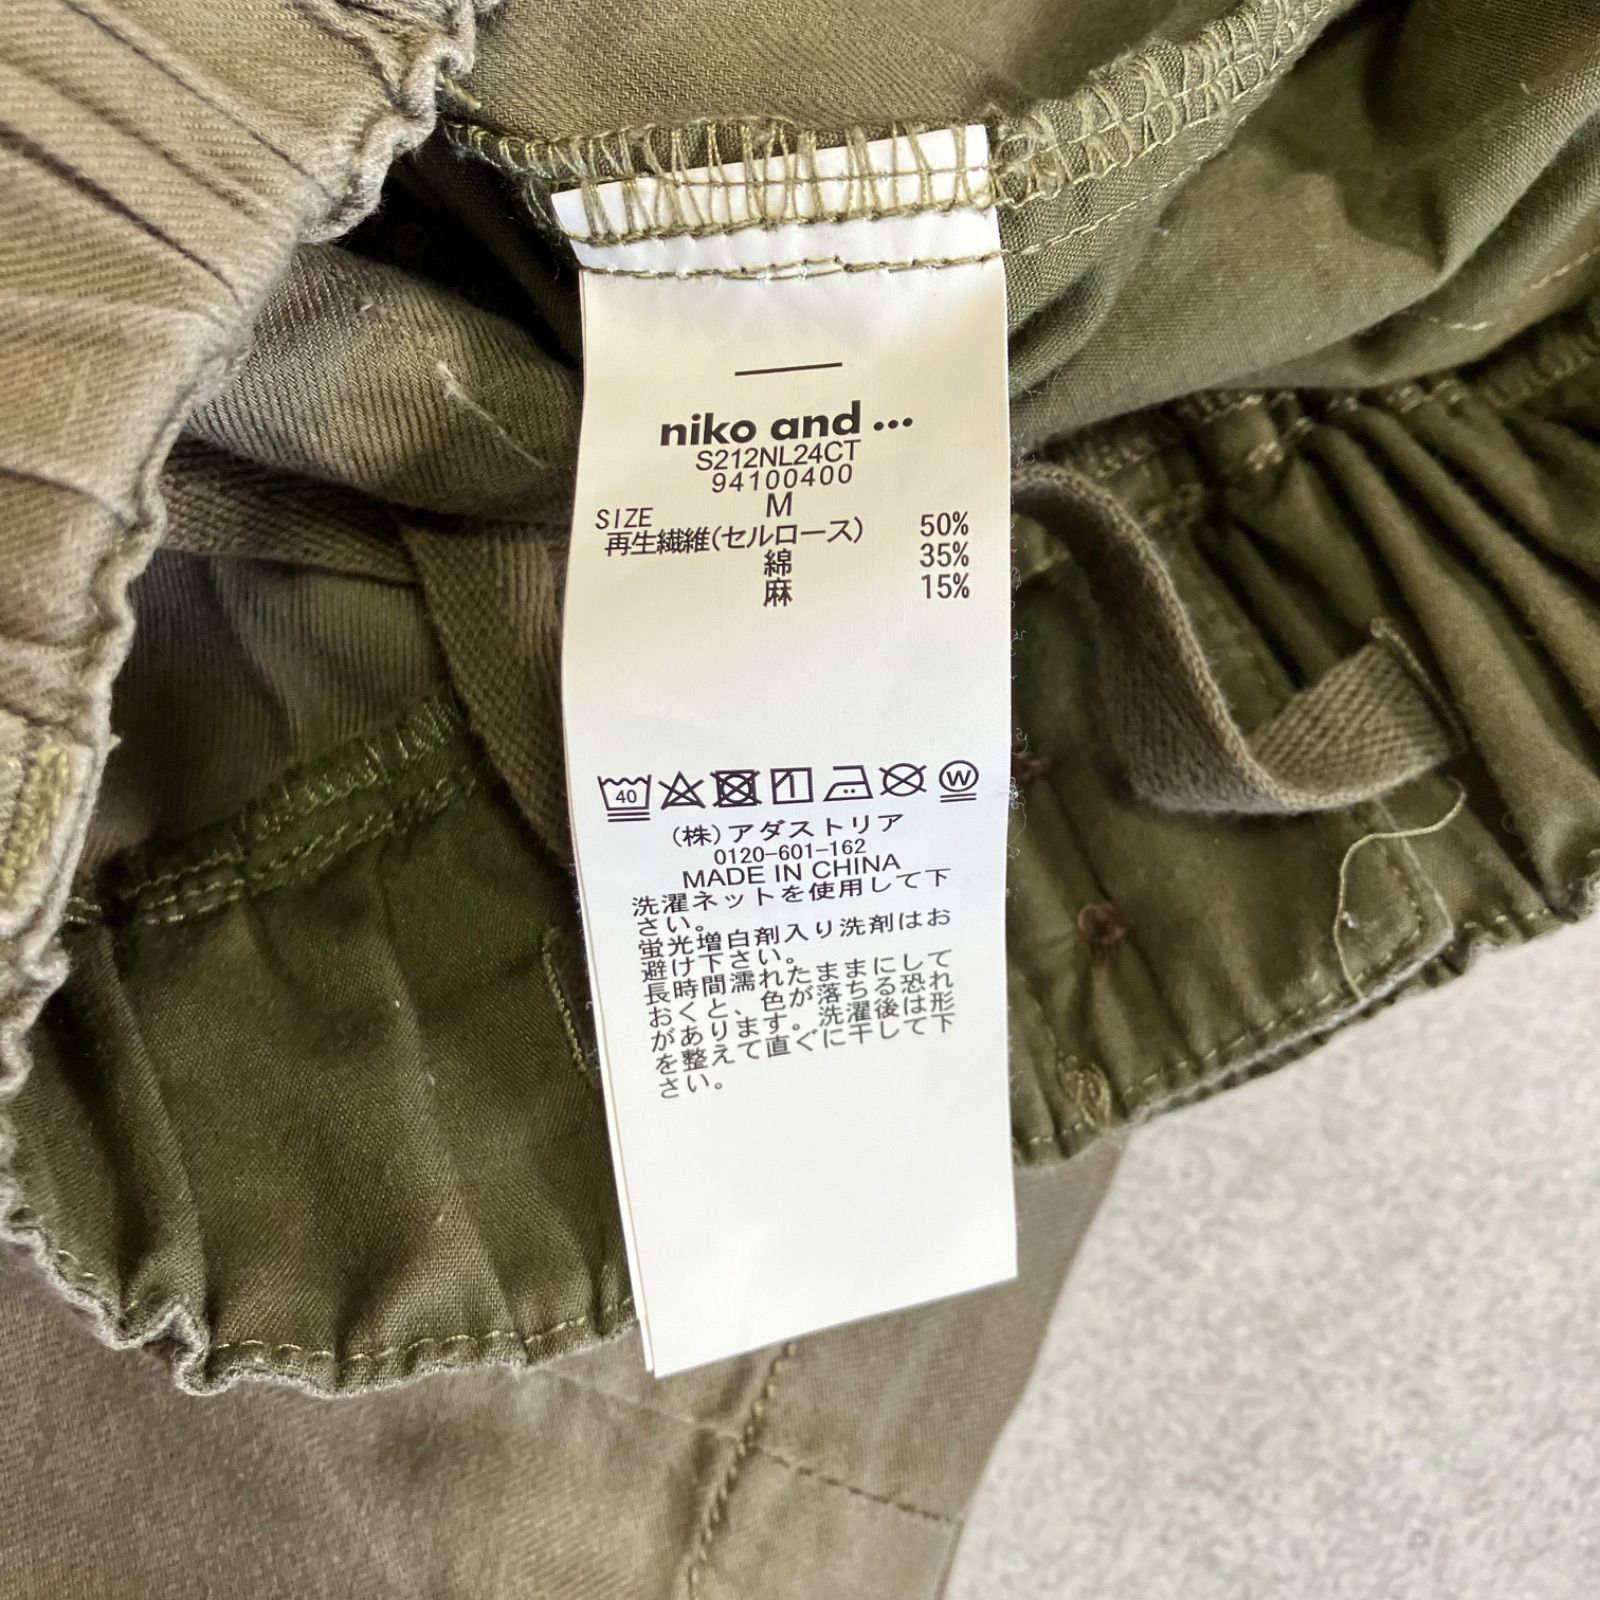 niko and ...
S212NL24CT
94100400
SIZE M
再生繊維(セルロース) 50%
綿 35%
麻 15%
40 W
(株)アダストリア
0120-601-162
MADE IN CHINA
洗濯ネットを使用して下
さい。
蛍光増白剤入り洗剤はお
避け下さい。
長時間濡れたままにして
おくと、色が落ちる恐れ
があります。洗濯後は形
を整えて直ぐに干して下
さい。